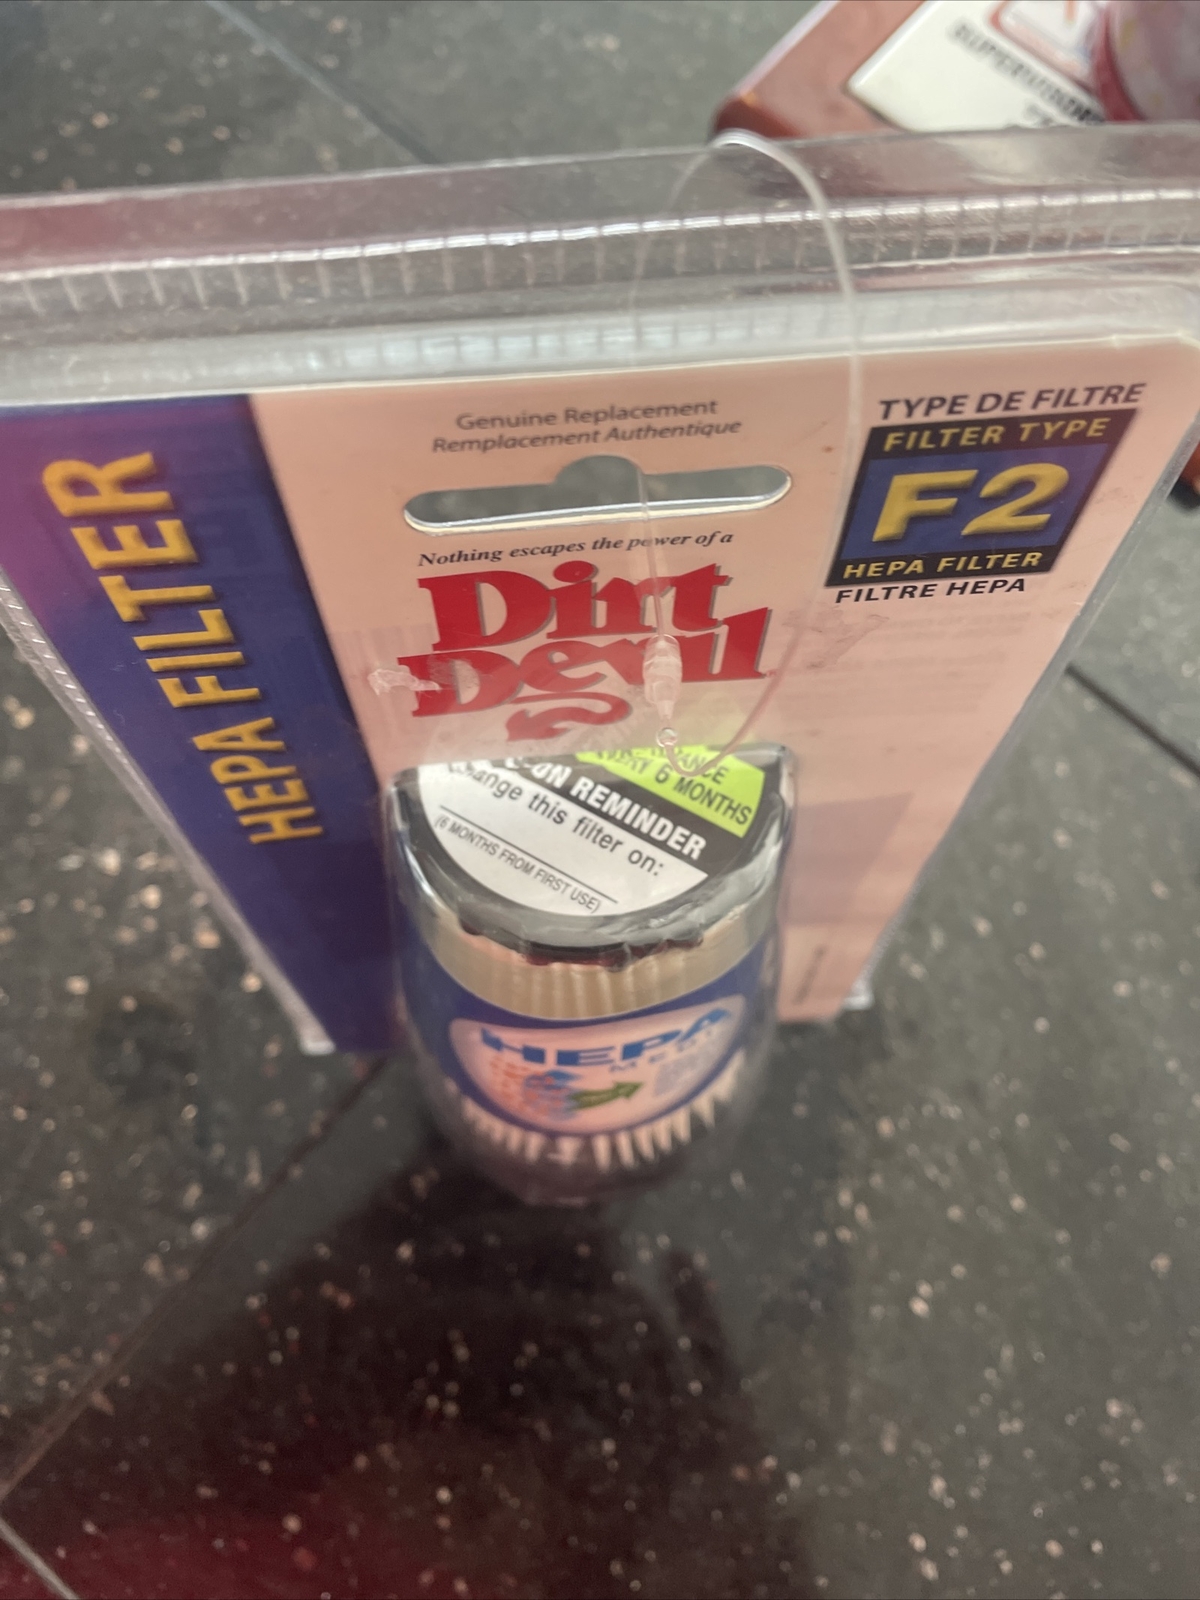 Genuine Replacement
Remplacement Authentique
TYPE DE FILTRE
FILTER TYPE
F2
HEPA FILTER
FILTRE HEPA
Nothing escapes the power of a
Dirt
Devil
HEPA FILTER
EVERY 6 MONTHS
REMINDER
Change this filter on:
(6 MONTHS FROM FIRST USE)
HEPA